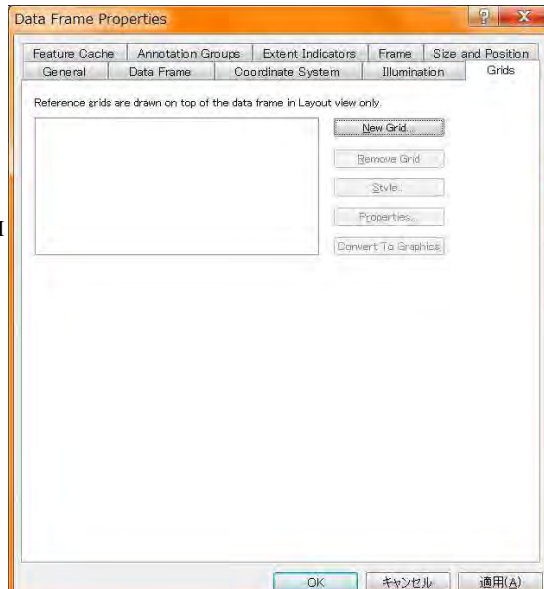 Data Frame Properties
Feature Cache Annotation Groups Extent Indicators Frame Size and Position
General Data Frame Coordinate System Illumination Grids
Reference grids are drawn on top of the data frame in Layout view only.
New Grid...
Remove Grid
Style...
Properties...
Convert To Graphics
OK キャンセル 適用(A)